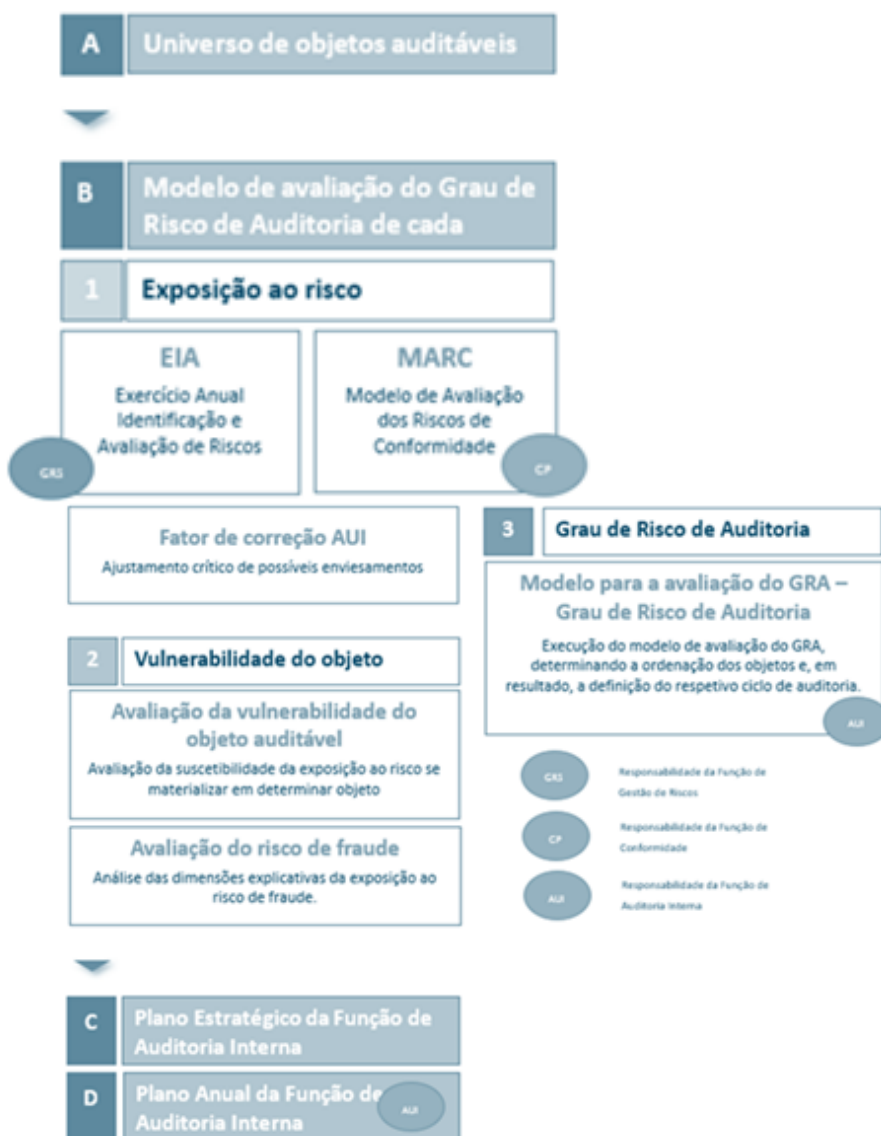 A
Universo de objetos auditáveis
B
Modelo de avaliação do Grau de
Risco de Auditoria de cada
1
Exposição ao risco
EIA
Exercício Anual
Identificação e
Avaliação de Riscos
GRS
MARC
Modelo de Avaliação
dos Riscos de
Conformidade
CP
Fator de correção AUI
Ajustamento crítico de possíveis enviesamentos
2
Vulnerabilidade do objeto
Avaliação da vulnerabilidade do
objeto auditável
Avaliação da suscetibilidade da exposição ao risco se
materializar em determinar objeto
Avaliação do risco de fraude
Análise das dimensões explicativas da exposição ao
risco de fraude.
3
Grau de Risco de Auditoria
Modelo para a avaliação do GRA –
Grau de Risco de Auditoria
Execução do modelo de avaliação do GRA,
determinando a ordenação dos objetos e, em
resultado, a definição do respetivo ciclo de auditoria.
AUI
GRS
Responsabilidade da Função de
Gestão de Riscos
CP
Responsabilidade da Função de
Conformidade
AUI
Responsabilidade da Função de
Auditoria Interna
C
Plano Estratégico da Função de
Auditoria Interna
D
Plano Anual da Função de
Auditoria Interna
AUI